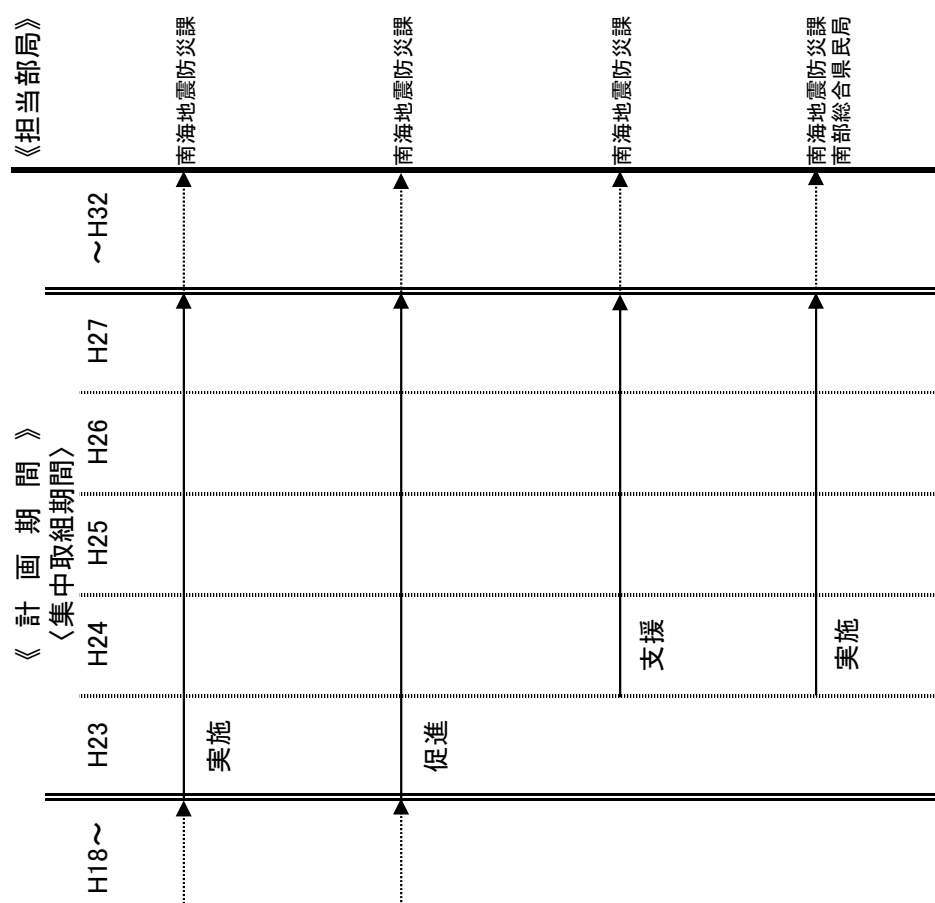 《 計 画 期 間 》
〈集中取組期間〉
《担当部局》
H18～
H23
H24
H25
H26
H27
～H32
実施
南海地震防災課
促進
南海地震防災課
支援
南海地震防災課
実施
南海地震防災課
南部総合県民局